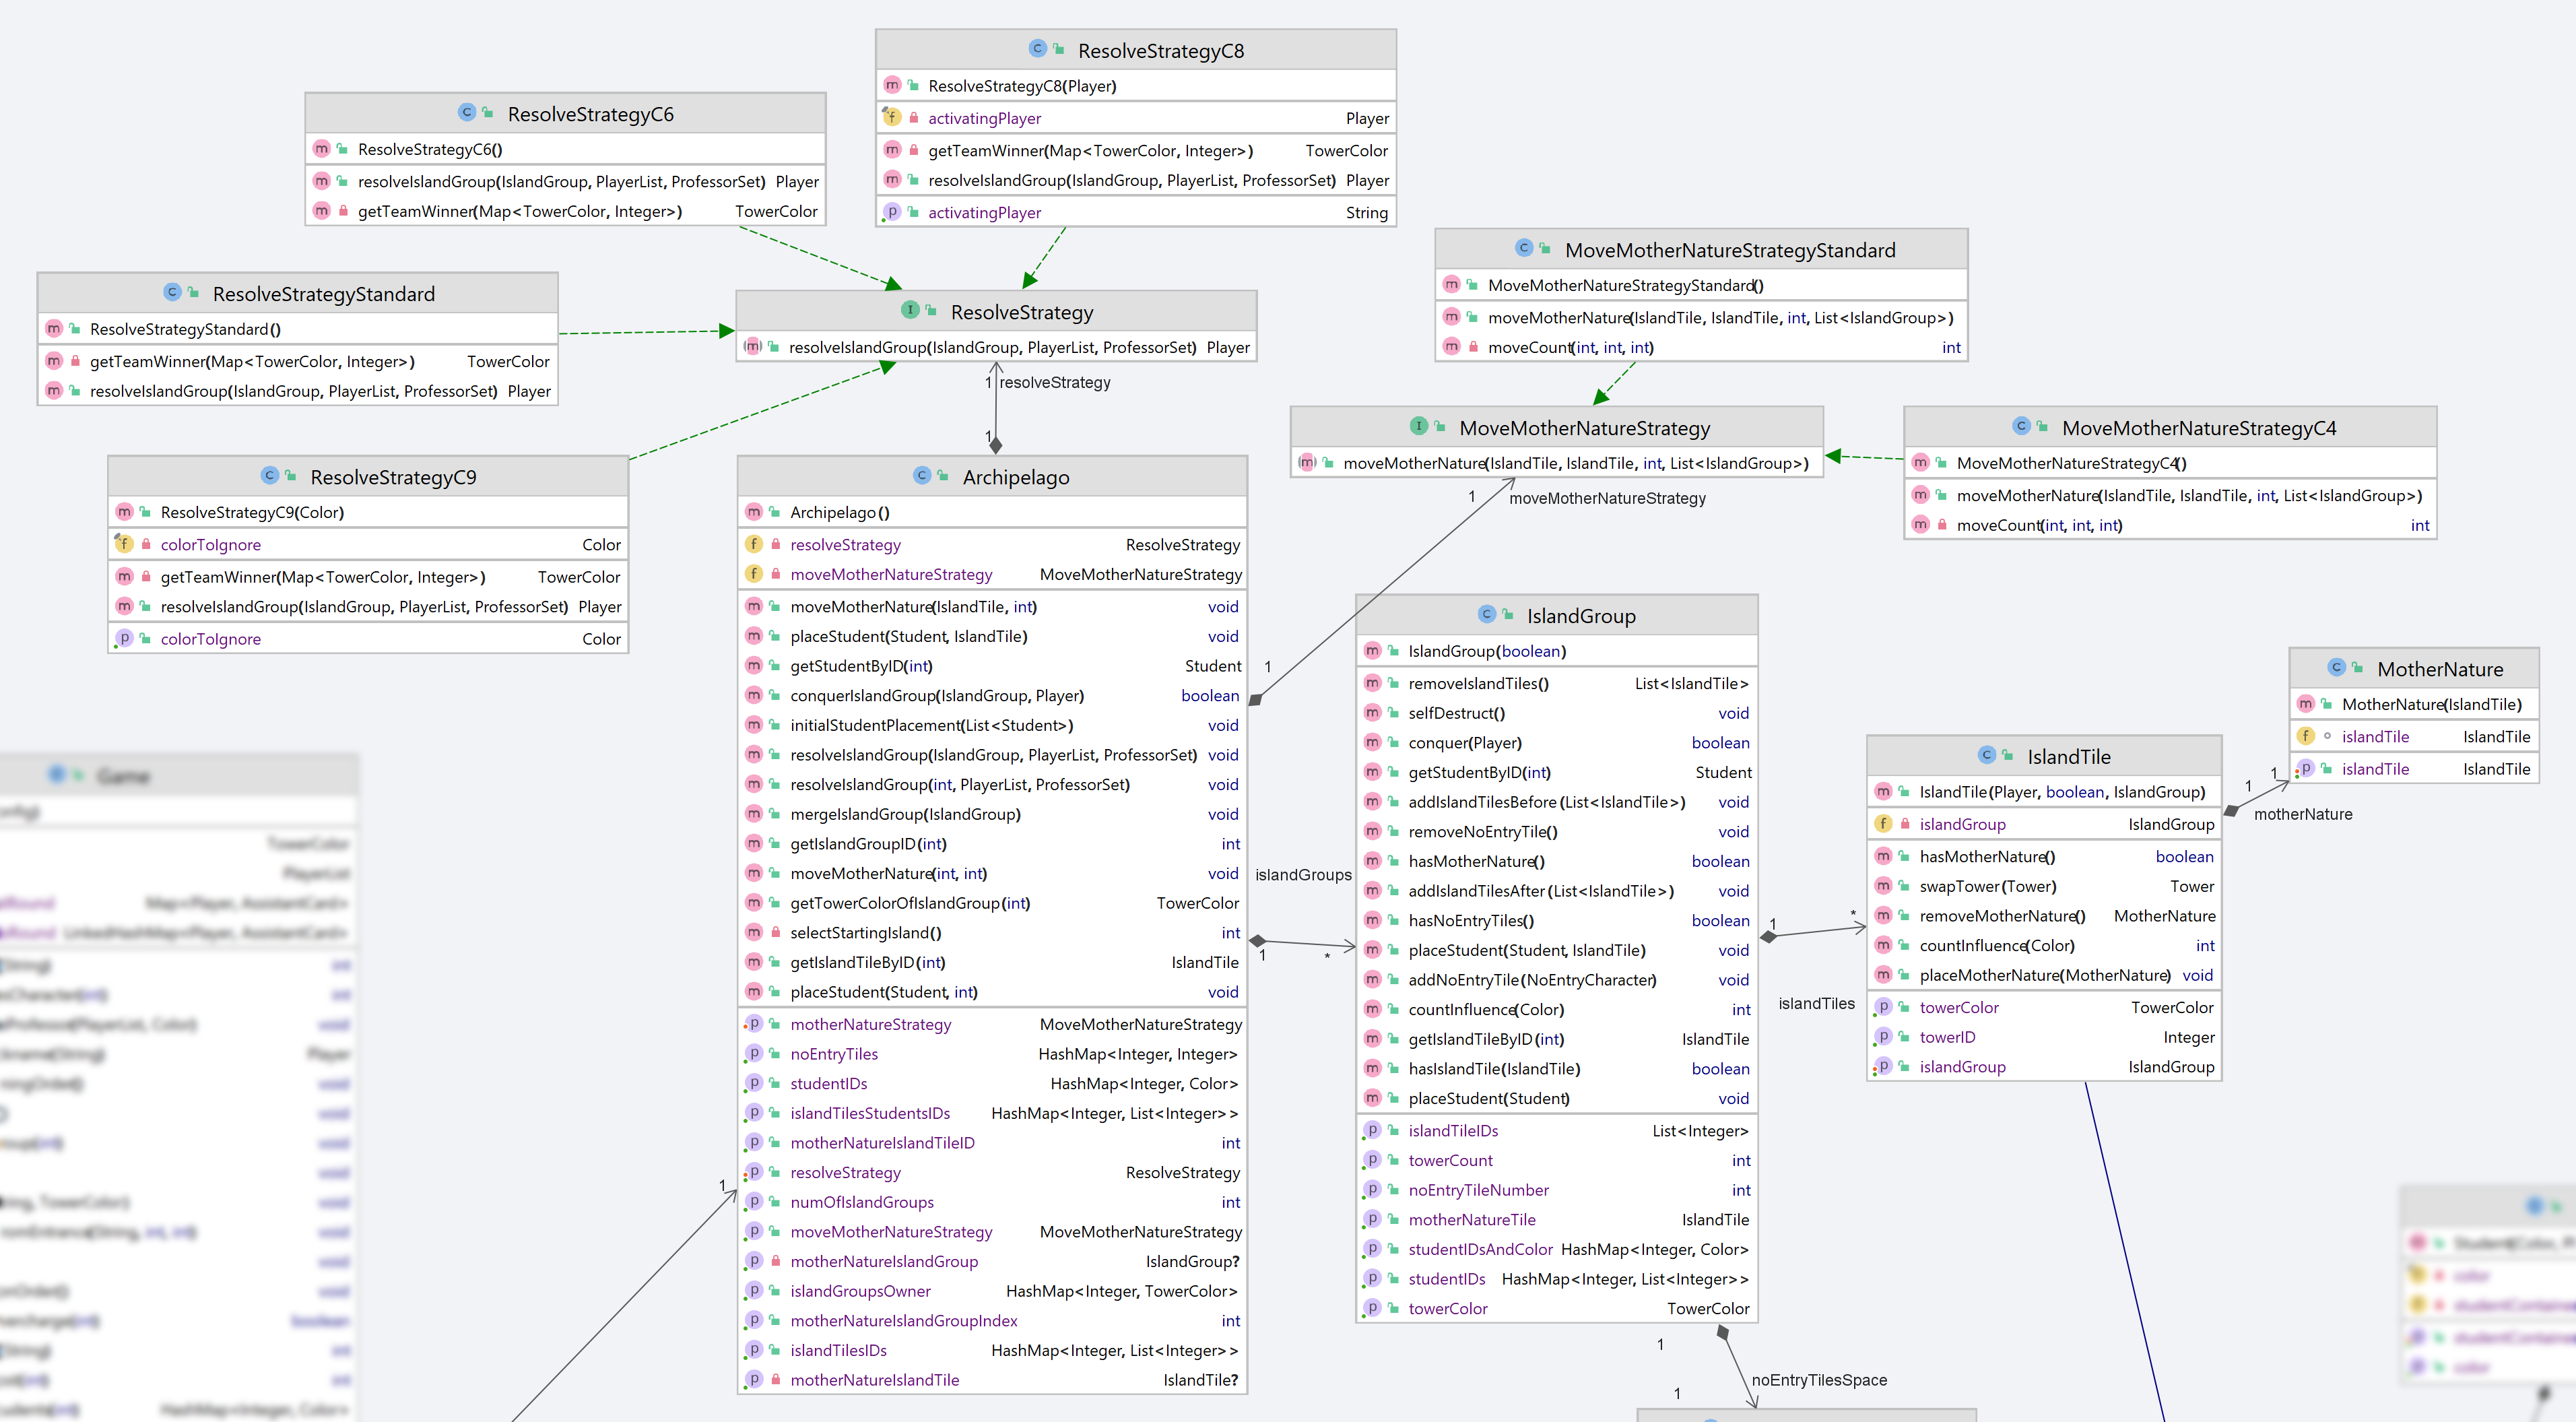 ResolveStrategyC8
ResolveStrategyC8(Player)
activatingPlayer Player
getTeamWinner(Map<TowerColor, Integer>) TowerColor
resolveIslandGroup(IslandGroup, PlayerList, ProfessorSet) Player
activatingPlayer String
ResolveStrategyC6
ResolveStrategyC6()
resolveIslandGroup(IslandGroup, PlayerList, ProfessorSet) Player
getTeamWinner(Map<TowerColor, Integer>) TowerColor
ResolveStrategyStandard
ResolveStrategyStandard()
getTeamWinner(Map<TowerColor, Integer>) TowerColor
resolveIslandGroup(IslandGroup, PlayerList, ProfessorSet) Player
ResolveStrategy
resolveIslandGroup(IslandGroup, PlayerList, ProfessorSet) Player
1 resolveStrategy
1
MoveMotherNatureStrategyStandard
MoveMotherNatureStrategyStandard()
moveMotherNature(IslandTile, IslandTile, int, List<IslandGroup>)
moveCount(int, int, int) int
MoveMotherNatureStrategy
moveMotherNature(IslandTile, IslandTile, int, List<IslandGroup>)
1 moveMotherNatureStrategy
1
MoveMotherNatureStrategyC4
MoveMotherNatureStrategyC4()
moveMotherNature(IslandTile, IslandTile, int, List<IslandGroup>)
moveCount(int, int, int) int
ResolveStrategyC9
ResolveStrategyC9(Color)
colorToIgnore Color
getTeamWinner(Map<TowerColor, Integer>) TowerColor
resolveIslandGroup(IslandGroup, PlayerList, ProfessorSet) Player
colorToIgnore Color
Archipelago
Archipelago()
resolveStrategy ResolveStrategy
moveMotherNatureStrategy MoveMotherNatureStrategy
moveMotherNature(IslandTile, int) void
placeStudent(Student, IslandTile) void
getStudentByID(int) Student
conquerIslandGroup(IslandGroup, Player) boolean
initialStudentPlacement(List<Student>) void
resolveIslandGroup(IslandGroup, PlayerList, ProfessorSet) void
resolveIslandGroup(int, PlayerList, ProfessorSet) void
mergeIslandGroup(IslandGroup) void
getIslandGroupID(int) int
moveMotherNature(int, int) void
getTowerColorOfIslandGroup(int) TowerColor
selectStartingIsland() int
getIslandTileByID(int) IslandTile
placeStudent(Student, int) void
motherNatureStrategy MoveMotherNatureStrategy
noEntryTiles HashMap<Integer, Integer>
studentIDs HashMap<Integer, Color>
islandTilesStudentsIDs HashMap<Integer, List<Integer>>
motherNatureIslandTileID int
resolveStrategy ResolveStrategy
numOfIslandGroups int
moveMotherNatureStrategy MoveMotherNatureStrategy
motherNatureIslandGroup IslandGroup?
islandGroupsOwner HashMap<Integer, TowerColor>
motherNatureIslandGroupIndex int
islandTilesIDs HashMap<Integer, List<Integer>>
motherNatureIslandTile IslandTile?
1
islandGroups
1 *
IslandGroup
IslandGroup(boolean)
removeIslandTiles() List<IslandTile>
selfDestruct() void
conquer(Player) boolean
getStudentByID(int) Student
addIslandTilesBefore(List<IslandTile>) void
removeNoEntryTile() void
hasMotherNature() boolean
addIslandTilesAfter(List<IslandTile>) void
hasNoEntryTiles() boolean
placeStudent(Student, IslandTile) void
addNoEntryTile(NoEntryCharacter) void
countInfluence(Color) int
getIslandTileByID(int) IslandTile
hasIslandTile(IslandTile) boolean
placeStudent(Student) void
islandTileIDs List<Integer>
towerCount int
noEntryTileNumber int
motherNatureTile IslandTile
studentIDsAndColor HashMap<Integer, Color>
studentIDs HashMap<Integer, List<Integer>>
towerColor TowerColor
1 *
islandTiles
1
1 noEntryTilesSpace
IslandTile
IslandTile(Player, boolean, IslandGroup)
islandGroup IslandGroup
hasMotherNature() boolean
swapTower(Tower) Tower
removeMotherNature() MotherNature
countInfluence(Color) int
placeMotherNature(MotherNature) void
towerColor TowerColor
towerID Integer
islandGroup IslandGroup
1 1
motherNature
MotherNature
MotherNature(IslandTile)
islandTile IslandTile
islandTile IslandTile
Game